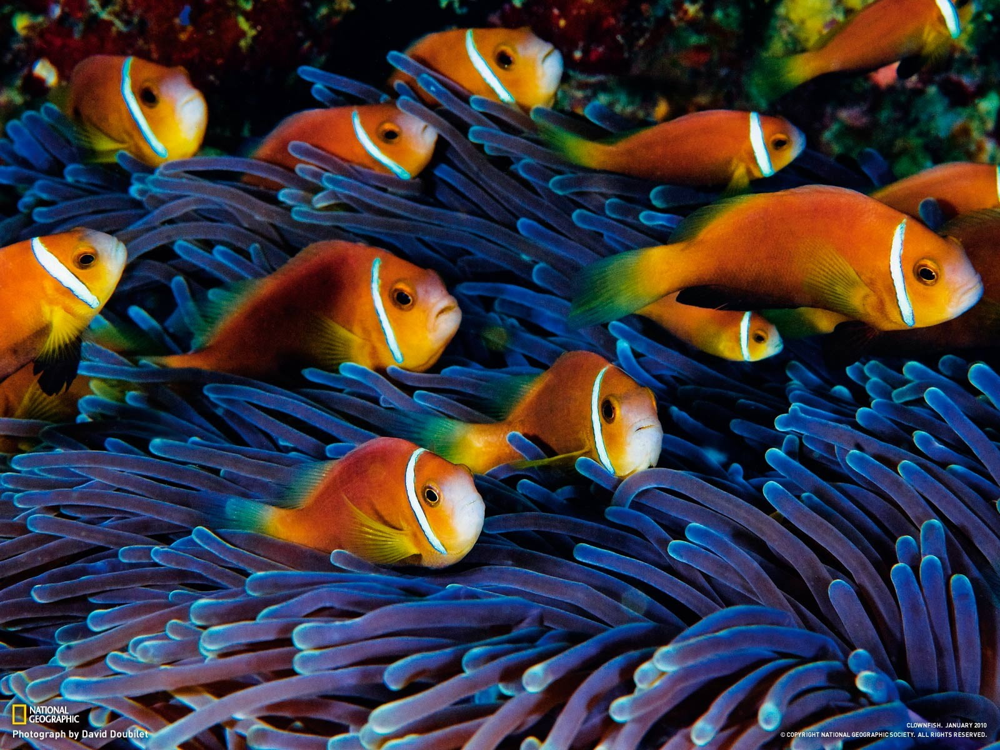 NATIONAL
GEOGRAPHIC
Photograph by David Doubilet
CLOWNFISH. JANUARY 2010
© COPYRIGHT NATIONAL GEOGRAPHIC SOCIETY. ALL RIGHTS RESERVED.